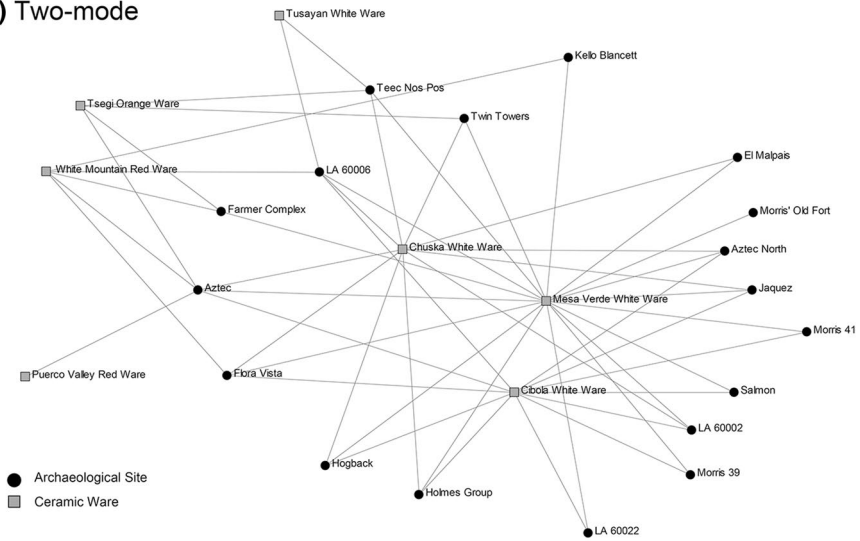 ) Two-mode
Tusayan White Ware
Kello Blancett
Teec Nos Pos
Tsegi Orange Ware
Twin Towers
El Malpais
White Mountain Red Ware
LA 60006
Farmer Complex
Morris' Old Fort
Chuska White Ware
Aztec North
Aztec
Jaquez
Mesa Verde White Ware
Morris 41
Puerco Valley Red Ware
Flora Vista
Cibola White Ware
Salmon
LA 60002
Hogback
Morris 39
Archaeological Site
Holmes Group
Ceramic Ware
LA 60022